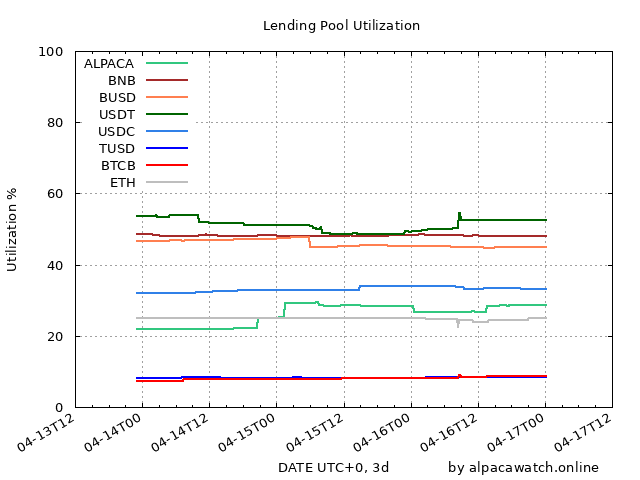 Lending Pool Utilization
100
80
60
40
20
0
Utilization %
ALPACA
BNB
BUSD
USDT
USDC
TUSD
BTCB
ETH
04-13T12
04-14T00
04-14T12
04-15T00
04-15T12
04-16T00
04-16T12
04-17T00
04-17T12
DATE UTC+0, 3d
by alpacawatch.online